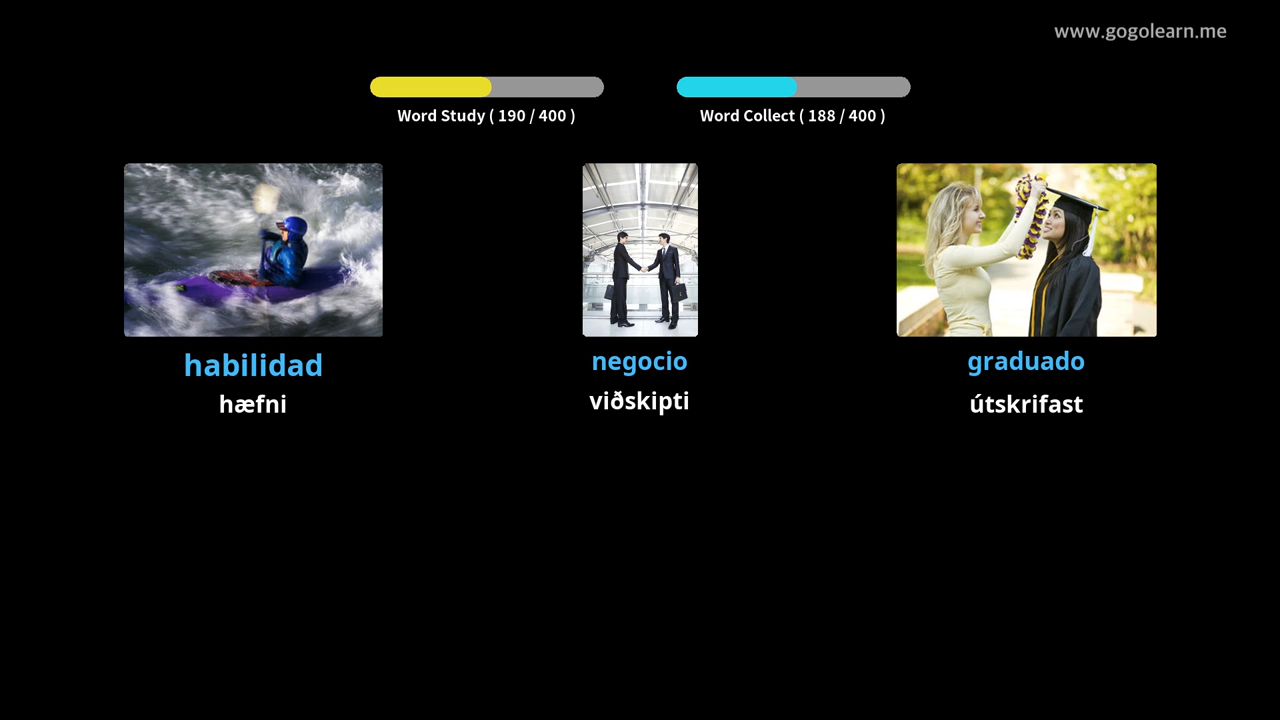 www.gogolearn.me
Word Study ( 190 / 400 )
Word Collect ( 188 / 400 )
habilidad
hæfni
negocio
viðskipti
graduado
útskrifast